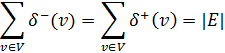 ∑_{v∈V} δ⁻(v) = ∑_{v∈V} δ⁺(v) = |E|